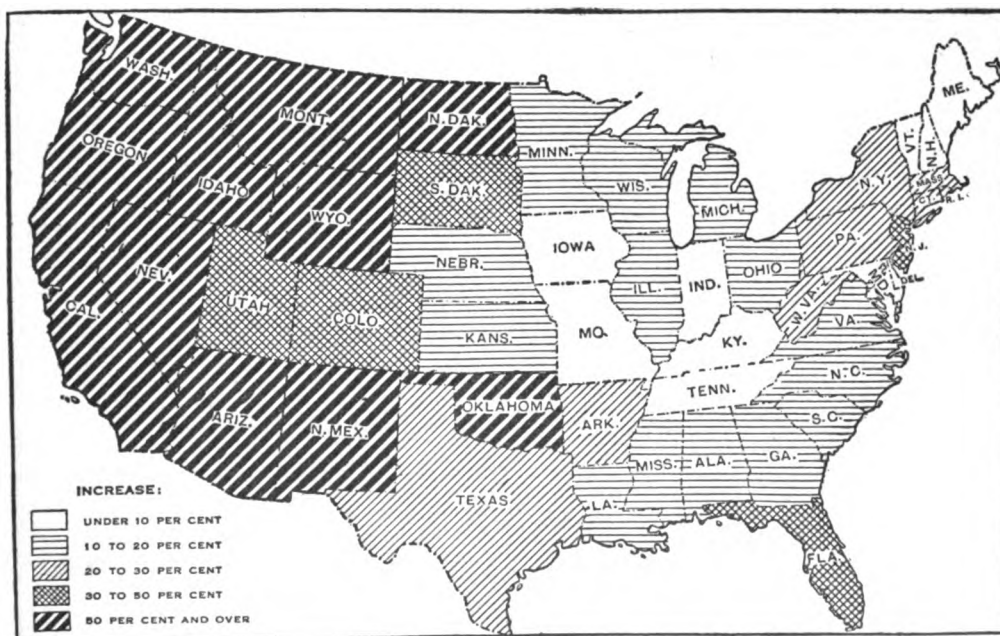 WASH.
MONT.
N. DAK.
MINN.
ME.
VT.
N.H.
OREGON
IDAHO
S. DAK.
WIS.
MICH.
N.Y.
MASS.
CT.
R.I.
WYO.
IOWA
NEBR.
PA.
N.J.
NEV.
UTAH
COLO.
ILL.
IND.
OHIO
MD.
DEL.
W. VA.
VA.
CAL.
KANS.
MO.
KY.
N.C.
TENN.
ARIZ.
N. MEX.
OKLAHOMA
ARK.
S.C.
MISS.
ALA.
GA.
TEXAS
LA.
FLA.
INCREASE:
UNDER 10 PER CENT
10 TO 20 PER CENT
20 TO 30 PER CENT
30 TO 50 PER CENT
50 PER CENT AND OVER